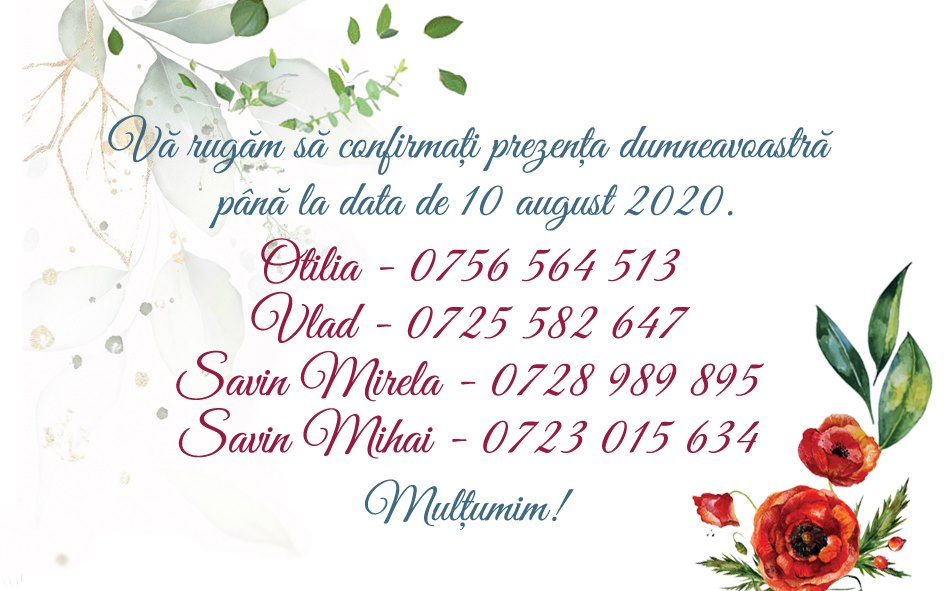 Vă rugăm să confirmați prezența dumneavoastră
până la data de 10 august 2020.
Otilia - 0756 564 513
Vlad - 0725 582 647
Savin Mirela - 0728 989 895
Savin Mihai - 0723 015 634
Mulțumim!